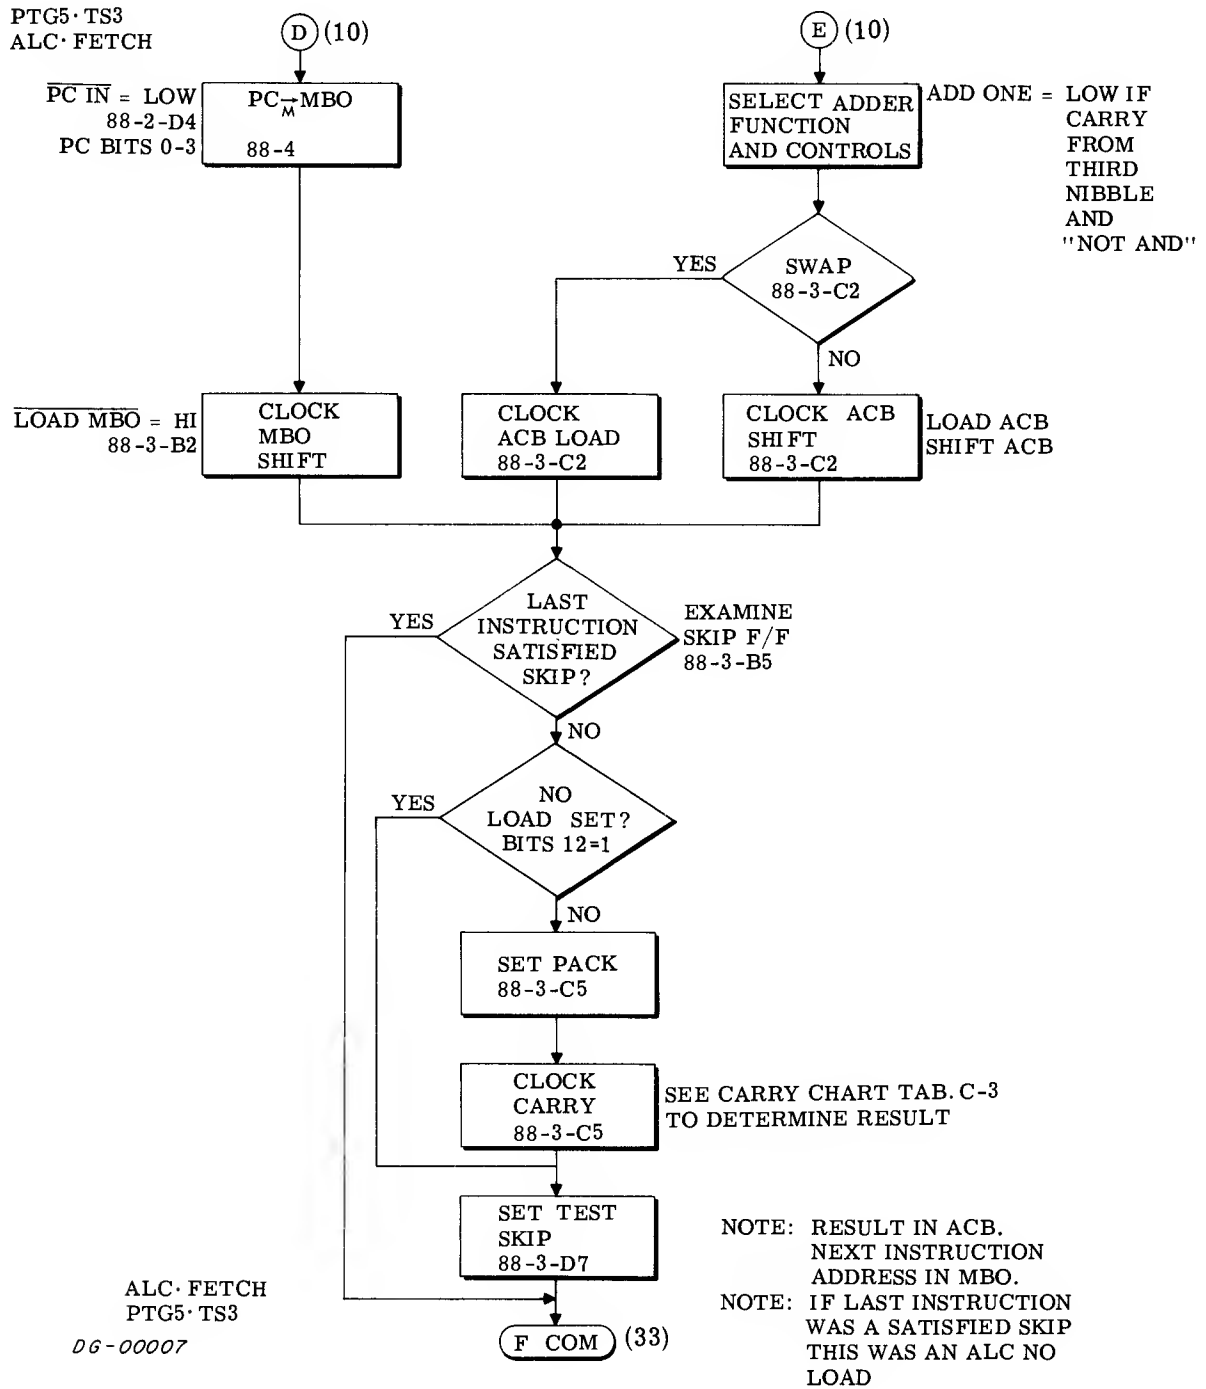 PTG5·TS3
ALC·FETCH
D (10)
E (10)
PC IN = LOW
88-2-D4
PC BITS 0-3
PC→MBO
M
88-4
SELECT ADDER
FUNCTION
AND CONTROLS
ADD ONE = LOW IF
CARRY
FROM
THIRD
NIBBLE
AND
"NOT AND"
SWAP
88-3-C2
YES
NO
LOAD MBO = HI
88-3-B2
CLOCK
MBO
SHIFT
CLOCK
ACB LOAD
88-3-C2
CLOCK ACB
SHIFT
88-3-C2
LOAD ACB
SHIFT ACB
LAST
INSTRUCTION
SATISFIED
SKIP?
YES
EXAMINE
SKIP F/F
88-3-B5
NO
NO
LOAD SET?
BITS 12=1
YES
NO
SET PACK
88-3-C5
CLOCK
CARRY
88-3-C5
SEE CARRY CHART TAB. C-3
TO DETERMINE RESULT
SET TEST
SKIP
88-3-D7
NOTE: RESULT IN ACB.
NEXT INSTRUCTION
ADDRESS IN MBO.
NOTE: IF LAST INSTRUCTION
WAS A SATISFIED SKIP
THIS WAS AN ALC NO
LOAD
ALC·FETCH
PTG5·TS3
DG-00007
F COM (33)